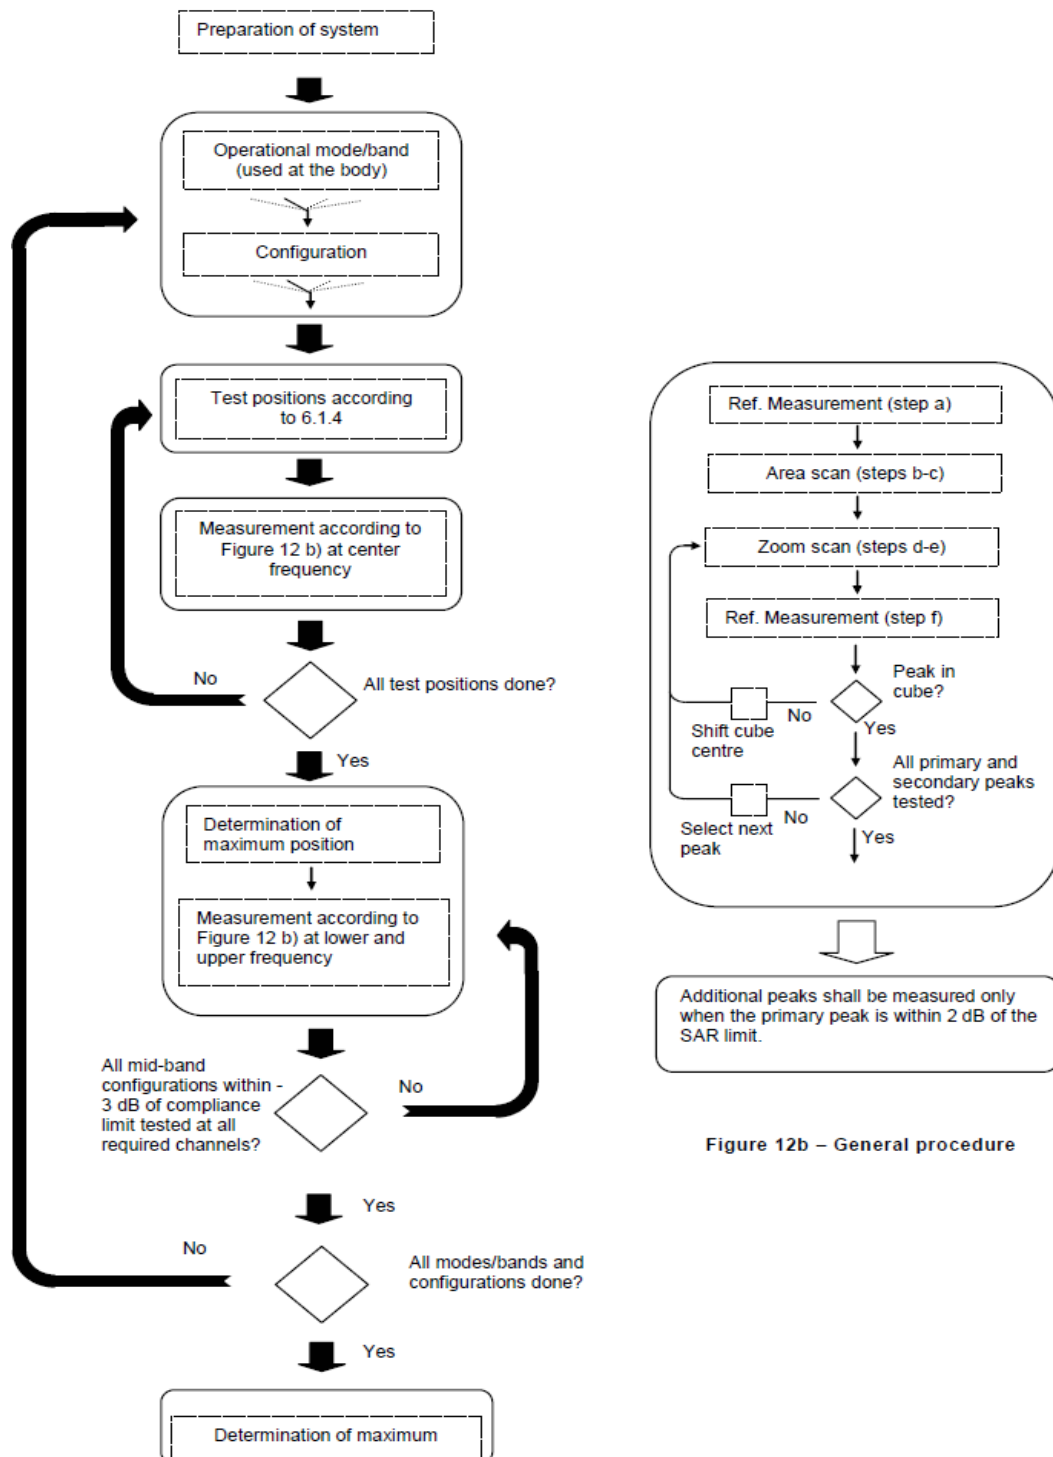 Preparation of system
Operational mode/band
(used at the body)
Configuration
Test positions according
to 6.1.4
Measurement according to
Figure 12 b) at center
frequency
No
All test positions done?
Yes
Determination of
maximum position
Measurement according to
Figure 12 b) at lower and
upper frequency
All mid-band
configurations within -
3 dB of compliance
limit tested at all
required channels?
No
Yes
No
All modes/bands and
configurations done?
Yes
Determination of maximum
Ref. Measurement (step a)
Area scan (steps b-c)
Zoom scan (steps d-e)
Ref. Measurement (step f)
Peak in
cube?
No
Shift cube
centre
Yes
All primary and
secondary peaks
tested?
No
Select next
peak
Yes
Additional peaks shall be measured only
when the primary peak is within 2 dB of the
SAR limit.
Figure 12b – General procedure